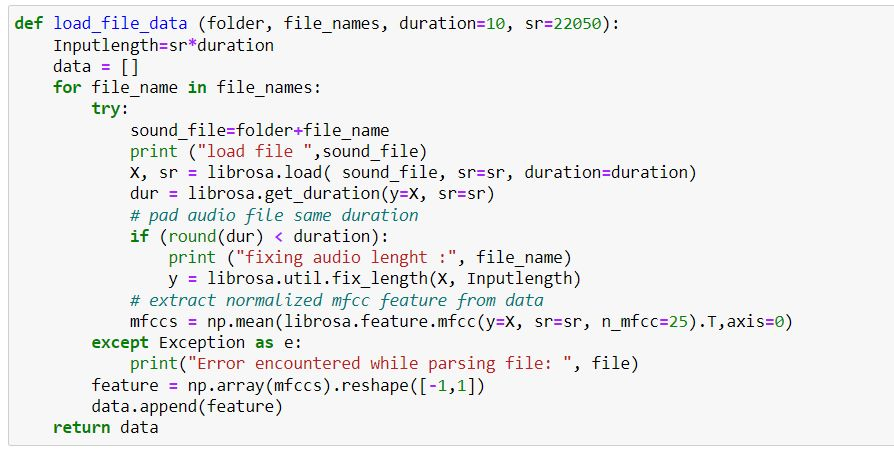 def load_file_data (folder, file_names, duration=10, sr=22050):
    Inputlength=sr*duration
    data = []
    for file_name in file_names:
        try:
            sound_file=folder+file_name
            print ("load file ",sound_file)
            X, sr = librosa.load( sound_file, sr=sr, duration=duration)
            dur = librosa.get_duration(y=X, sr=sr)
            # pad audio file same duration
            if (round(dur) < duration):
                print ("fixing audio lenght :", file_name)
                y = librosa.util.fix_length(X, Inputlength)
            # extract normalized mfcc feature from data
            mfccs = np.mean(librosa.feature.mfcc(y=X, sr=sr, n_mfcc=25).T,axis=0)
        except Exception as e:
            print("Error encountered while parsing file: ", file)
        feature = np.array(mfccs).reshape([-1,1])
        data.append(feature)
    return data